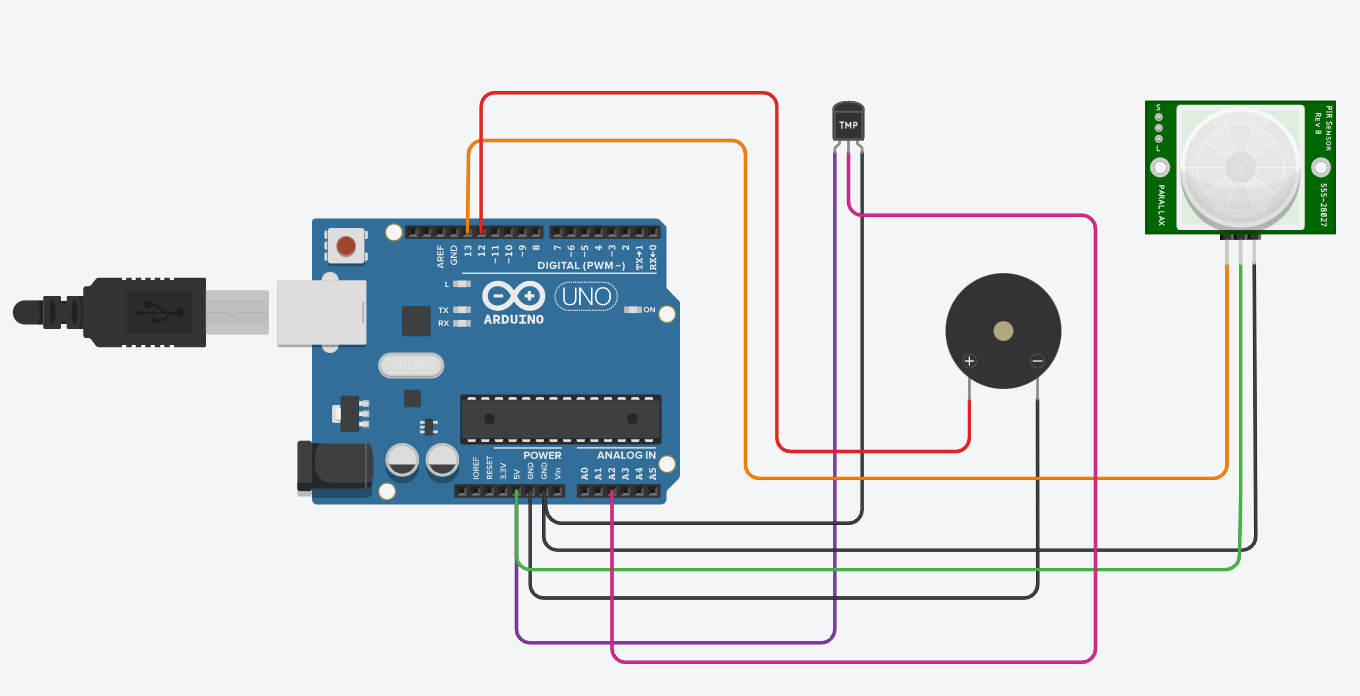 TMP
S
L
PIR SENSOR
REV B
PARALLAX
555-28027
AREF
GND
13
12
~11
~10
~9
8
7
~6
~5
4
~3
2
TX→1
RX←0
DIGITAL (PWM~)
L
TX
RX
ARDUINO
UNO
ON
POWER
ANALOG IN
IOREF
RESET
3.3V
5V
GND
GND
Vin
A0
A1
A2
A3
A4
A5